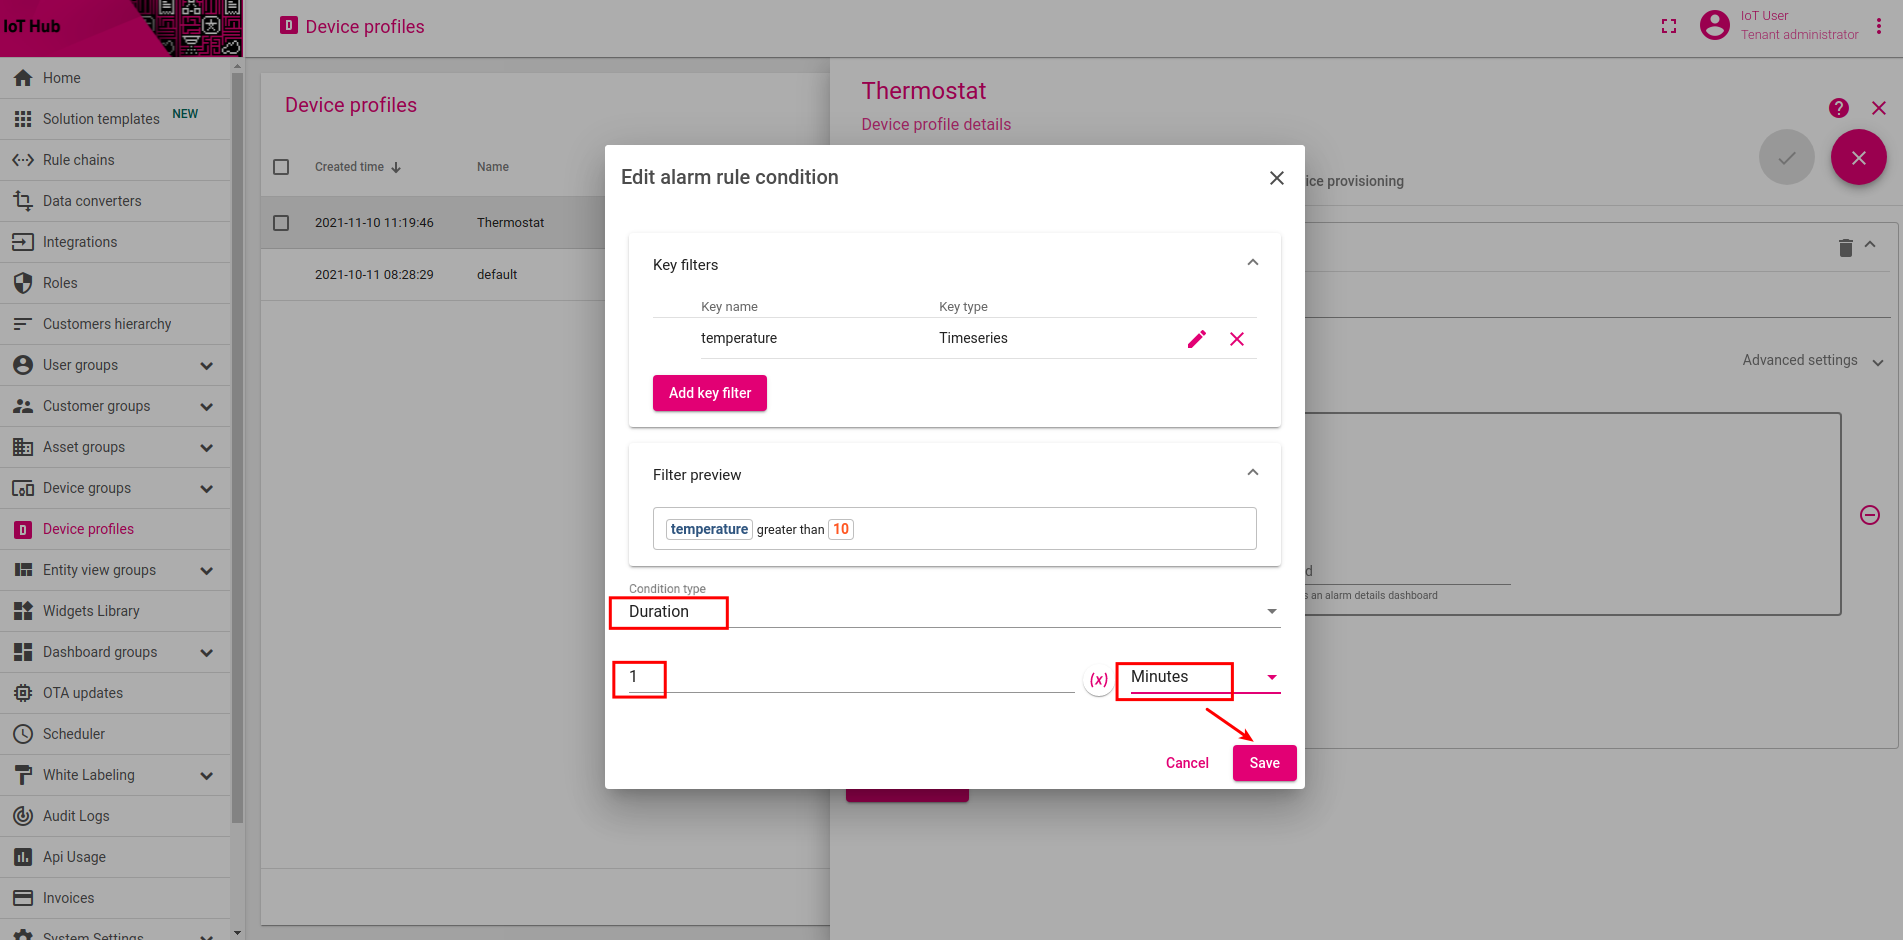 IoT Hub
Device profiles
IoT User
Tenant administrator
Home
Solution templates NEW
Rule chains
Data converters
Integrations
Roles
Customers hierarchy
User groups
Customer groups
Asset groups
Device groups
Device profiles
Entity view groups
Widgets Library
Dashboard groups
OTA updates
Scheduler
White Labeling
Audit Logs
Api Usage
Invoices
System Settings
Device profiles
Created time Name
2021-11-10 11:19:46 Thermostat
2021-10-11 08:28:29 default
Thermostat
Device profile details
ice provisioning
Advanced settings
d
s an alarm details dashboard
Edit alarm rule condition
Key filters
Key name Key type
temperature Timeseries
Add key filter
Filter preview
temperature greater than 10
Condition type
Duration
1 (x) Minutes
Cancel Save